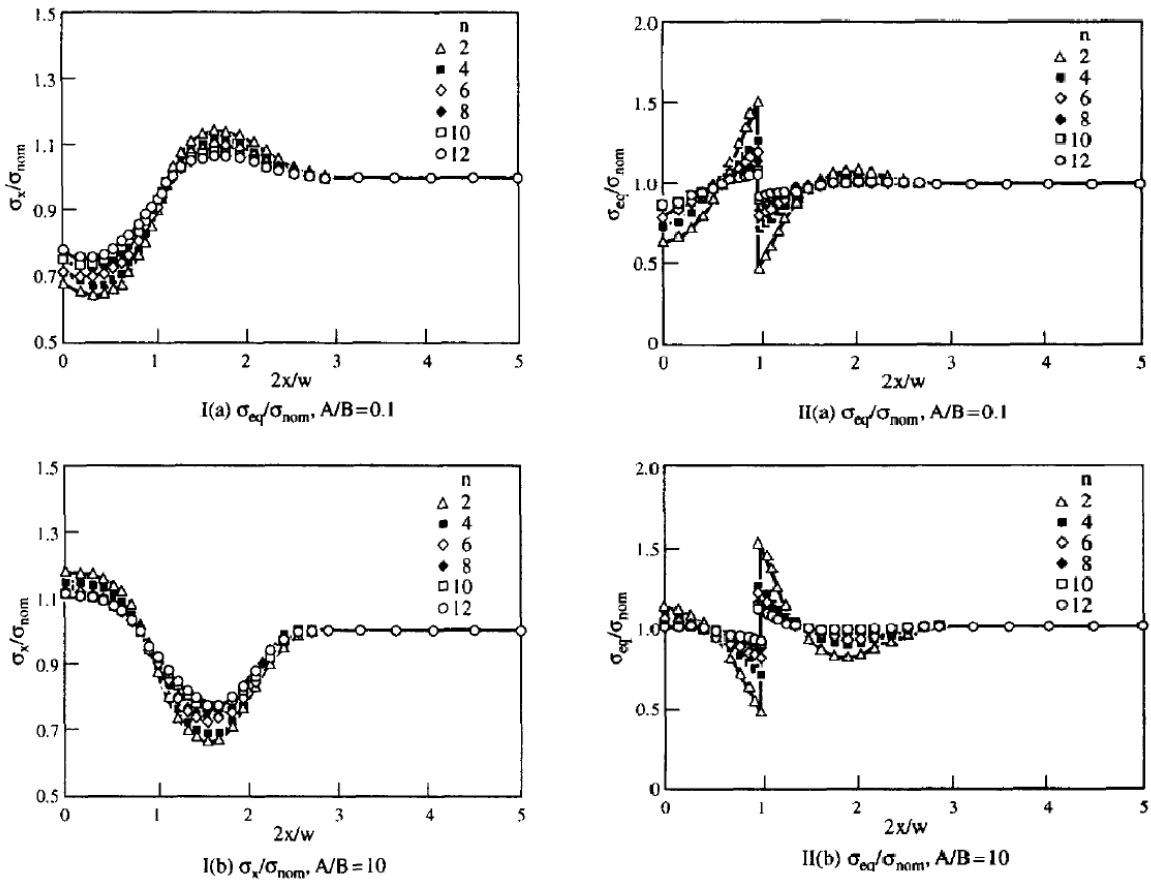 1.5
1.3
1.1
0.9
0.7
0.5
σx/σnom
n
2
4
6
8
10
12
0 1 2 3 4 5
2x/w
I(a) σeq/σnom, A/B=0.1
2.0
1.5
1.0
0.5
0
σeq/σnom
n
2
4
6
8
10
12
0 1 2 3 4 5
2x/w
II(a) σeq/σnom, A/B=0.1
1.5
1.3
1.1
0.9
0.7
0.5
σx/σnom
n
2
4
6
8
10
12
0 1 2 3 4 5
2x/w
I(b) σx/σnom, A/B=10
2.0
1.5
1.0
0.5
0
σeq/σnom
n
2
4
6
8
10
12
0 1 2 3 4 5
2x/w
II(b) σeq/σnom, A/B=10